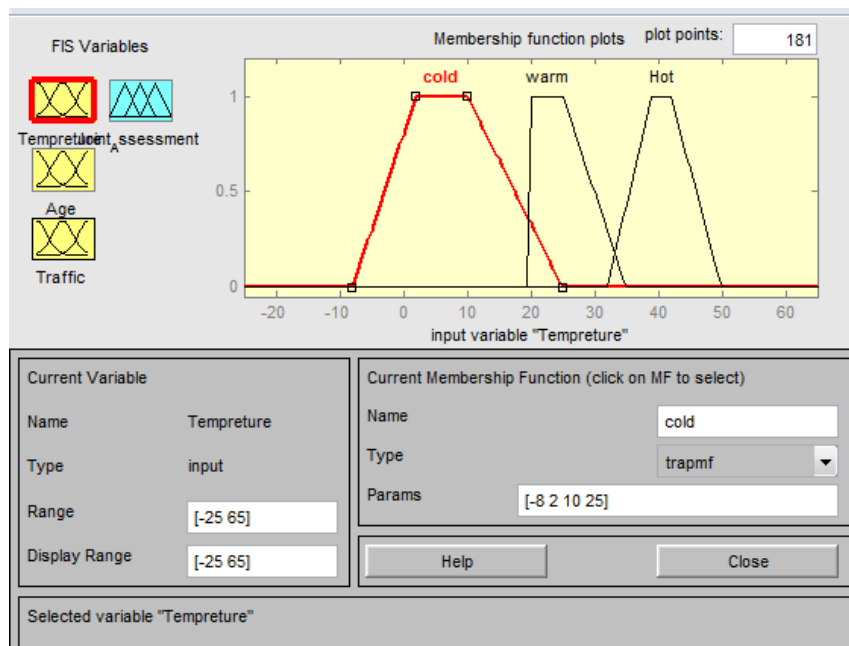 FIS Variables
Membership function plots plot points: 181
cold warm Hot
Tempreture
Age
Traffic
1
0.5
0
-20 -10 0 10 20 30 40 50 60
input variable "Tempreture"
Current Variable
Name Tempreture
Type input
Range [-25 65]
Display Range [-25 65]
Current Membership Function (click on MF to select)
Name cold
Type trapmf
Params [-8 2 10 25]
Help Close
Selected variable "Tempreture"